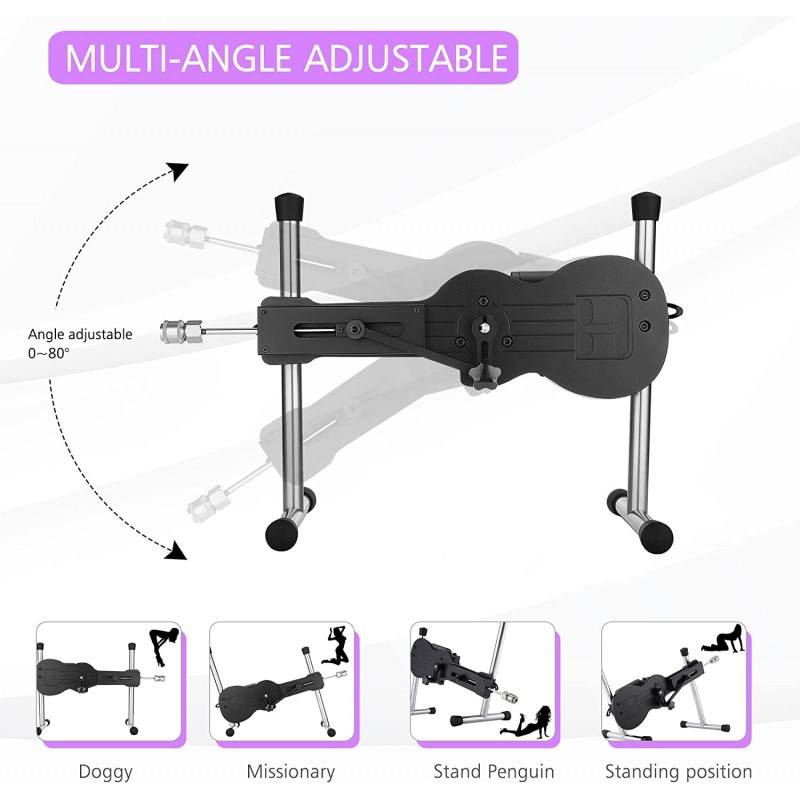 MULTI-ANGLE ADJUSTABLE
Angle adjustable
0~80°
Doggy
Missionary
Stand Penguin
Standing position